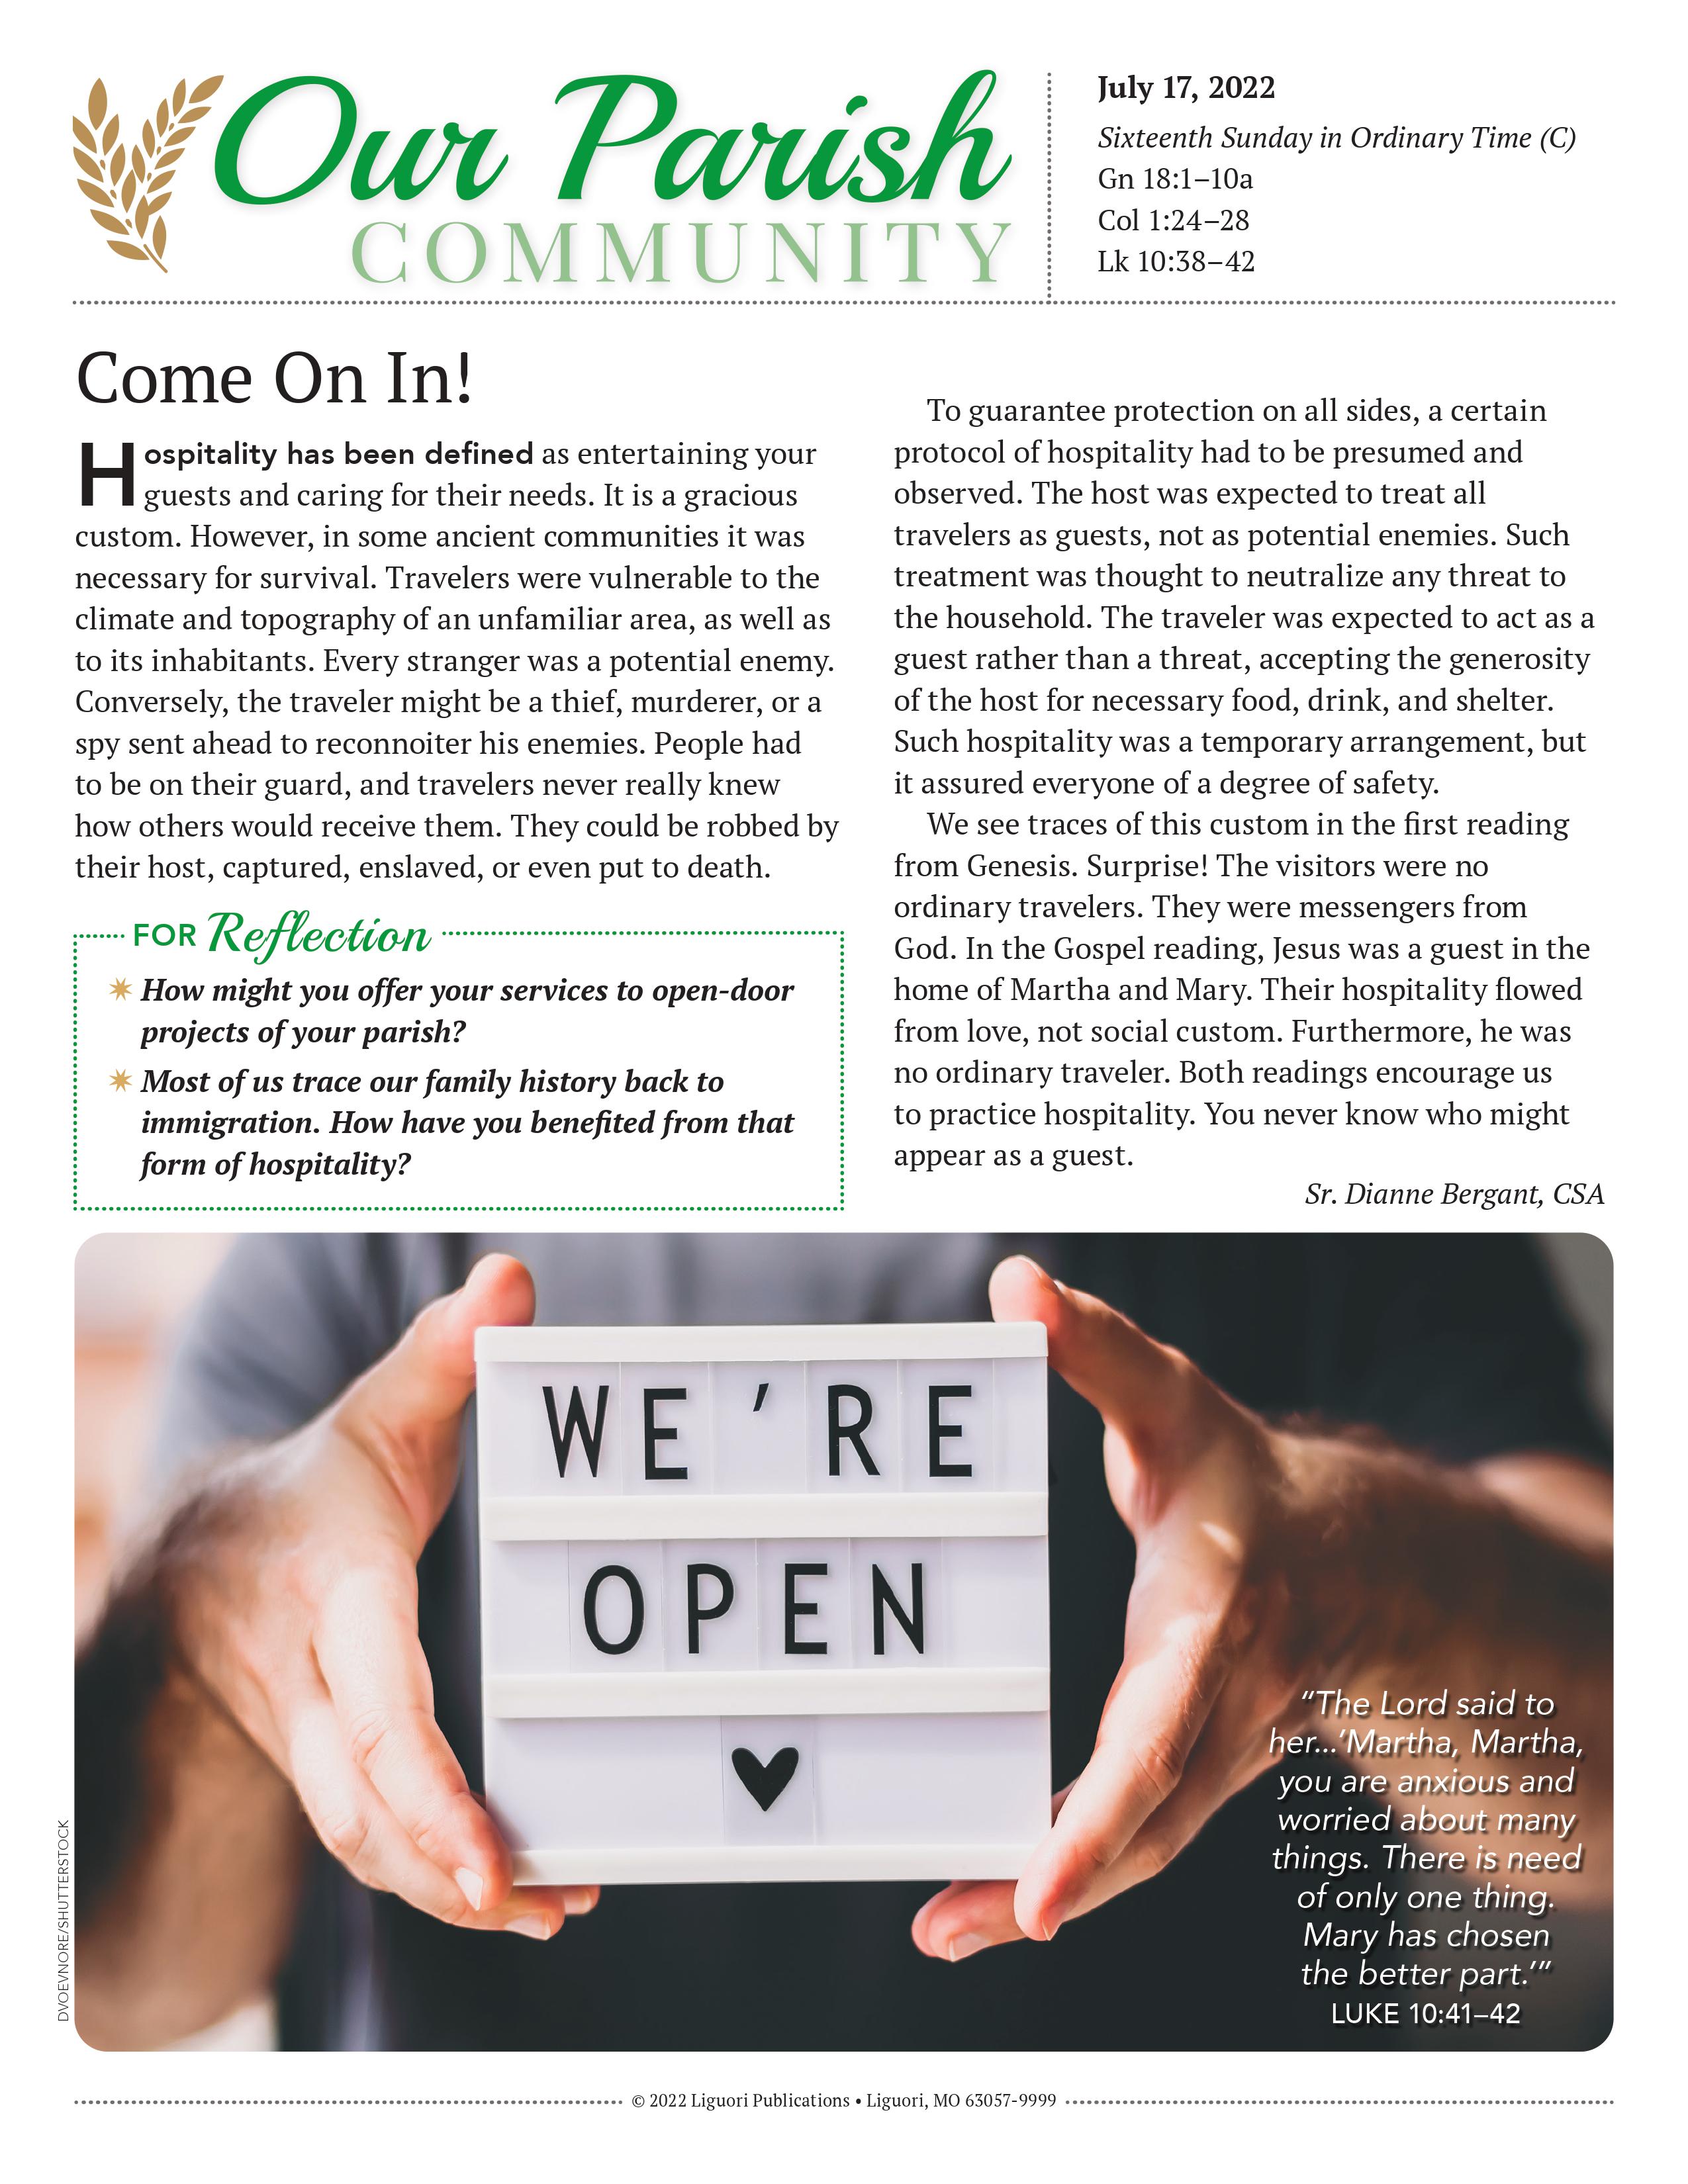 Our Parish
COMMUNITY
July 17, 2022
Sixteenth Sunday in Ordinary Time (C)
Gn 18:1–10a
Col 1:24–28
Lk 10:38–42
Come On In!
Hospitality has been defined as entertaining your
guests and caring for their needs. It is a gracious
custom. However, in some ancient communities it was
necessary for survival. Travelers were vulnerable to the
climate and topography of an unfamiliar area, as well as
to its inhabitants. Every stranger was a potential enemy.
Conversely, the traveler might be a thief, murderer, or a
spy sent ahead to reconnoiter his enemies. People had
to be on their guard, and travelers never really knew
how others would receive them. They could be robbed by
their host, captured, enslaved, or even put to death.
To guarantee protection on all sides, a certain
protocol of hospitality had to be presumed and
observed. The host was expected to treat all
travelers as guests, not as potential enemies. Such
treatment was thought to neutralize any threat to
the household. The traveler was expected to act as a
guest rather than a threat, accepting the generosity
of the host for necessary food, drink, and shelter.
Such hospitality was a temporary arrangement, but
it assured everyone of a degree of safety.
We see traces of this custom in the first reading
from Genesis. Surprise! The visitors were no
ordinary travelers. They were messengers from
God. In the Gospel reading, Jesus was a guest in the
home of Martha and Mary. Their hospitality flowed
from love, not social custom. Furthermore, he was
no ordinary traveler. Both readings encourage us
to practice hospitality. You never know who might
appear as a guest.
Sr. Dianne Bergant, CSA
FOR Reflection
How might you offer your services to open-door
projects of your parish?
Most of us trace our family history back to
immigration. How have you benefited from that
form of hospitality?
WE'RE
OPEN
♥
“The Lord said to
her...‘Martha, Martha,
you are anxious and
worried about many
things. There is need
of only one thing.
Mary has chosen
the better part.’”
LUKE 10:41–42
DVOEVNORE/SHUTTERSTOCK
© 2022 Liguori Publications • Liguori, MO 63057-9999